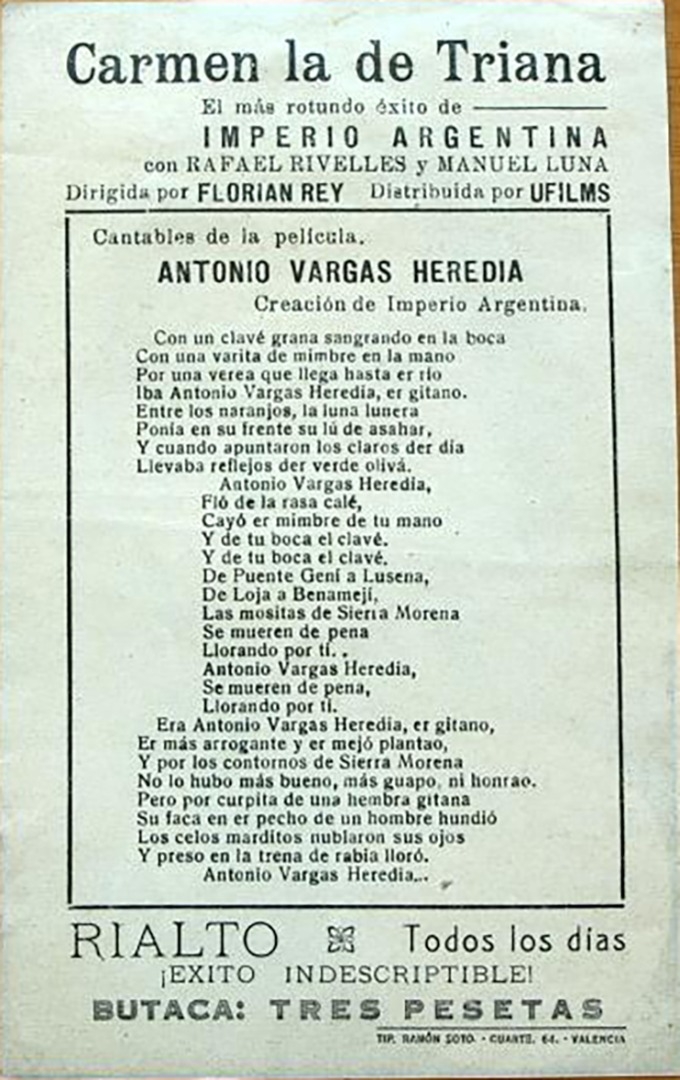 Carmen la de Triana
El más rotundo éxito de
IMPERIO ARGENTINA
con RAFAEL RIVELLES y MANUEL LUNA
Dirigida por FLORIAN REY Distribuida por UFILMS
Cantables de la película.
ANTONIO VARGAS HEREDIA
Creación de Imperio Argentina.
Con un clavé grana sangrando en la boca
Con una varita de mimbre en la mano
Por una verea que llega hasta er río
Iba Antonio Vargas Heredia, er gitano.
Entre los naranjos, la luna lunera
Ponía en su frente su lú de asahar,
Y cuando apuntaron los claros der día
Llevaba reflejos der verde olivá.
Antonio Vargas Heredia,
Fló de la rasa calé,
Cayó er mimbre de tu mano
Y de tu boca el clavé.
Y de tu boca el clavé.
De Puente Gení a Lusena,
De Loja a Benamejí,
Las mositas de Sierra Morena
Se mueren de pena
Llorando por tí. .
Antonio Vargas Heredia,
Se mueren de pena,
Llorando por tí.
Era Antonio Vargas Heredia, er gitano,
Er más arrogante y er mejó plantao,
Y por los contornos de Sierra Morena
No lo hubo más bueno, más guapo, ni honrao.
Pero por curpita de una hembra gitana
Su faca en er pecho de un hombre hundió
Los celos marditos nublaron sus ojos
Y preso en la trena de rabia lloró.
Antonio Vargas Heredia...
RIALTO Todos los días
¡EXITO INDESCRIPTIBLE!
BUTACA: TRES PESETAS
TIP. RAMÓN SOTO. - CUARTE, 64. - VALENCIA